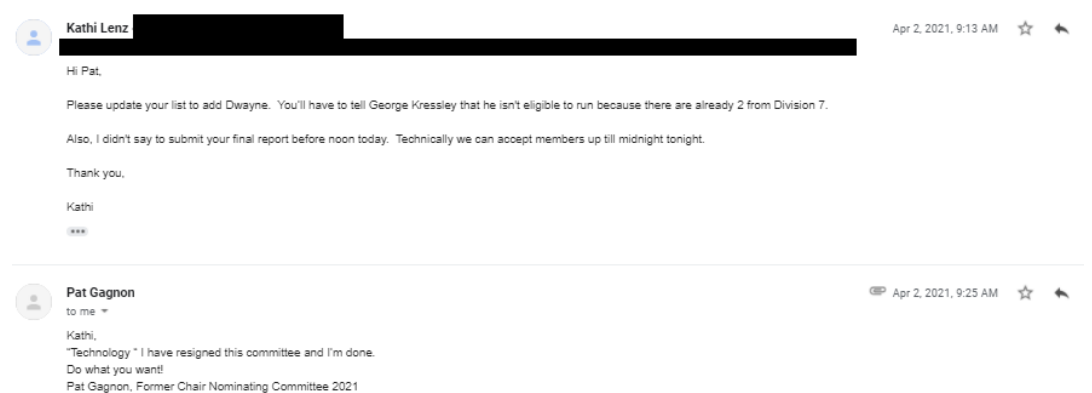 Kathi Lenz
Apr 2, 2021, 9:13 AM
Hi Pat,
Please update your list to add Dwayne.  You'll have to tell George Kressley that he isn't eligible to run because there are already 2 from Division 7.
Also, I didn't say to submit your final report before noon today.  Technically we can accept members up till midnight tonight.
Thank you,
Kathi
Pat Gagnon
Apr 2, 2021, 9:25 AM
to me
Kathi,
"Technology " I have resigned this committee and I'm done.
Do what you want!
Pat Gagnon, Former Chair Nominating Committee 2021